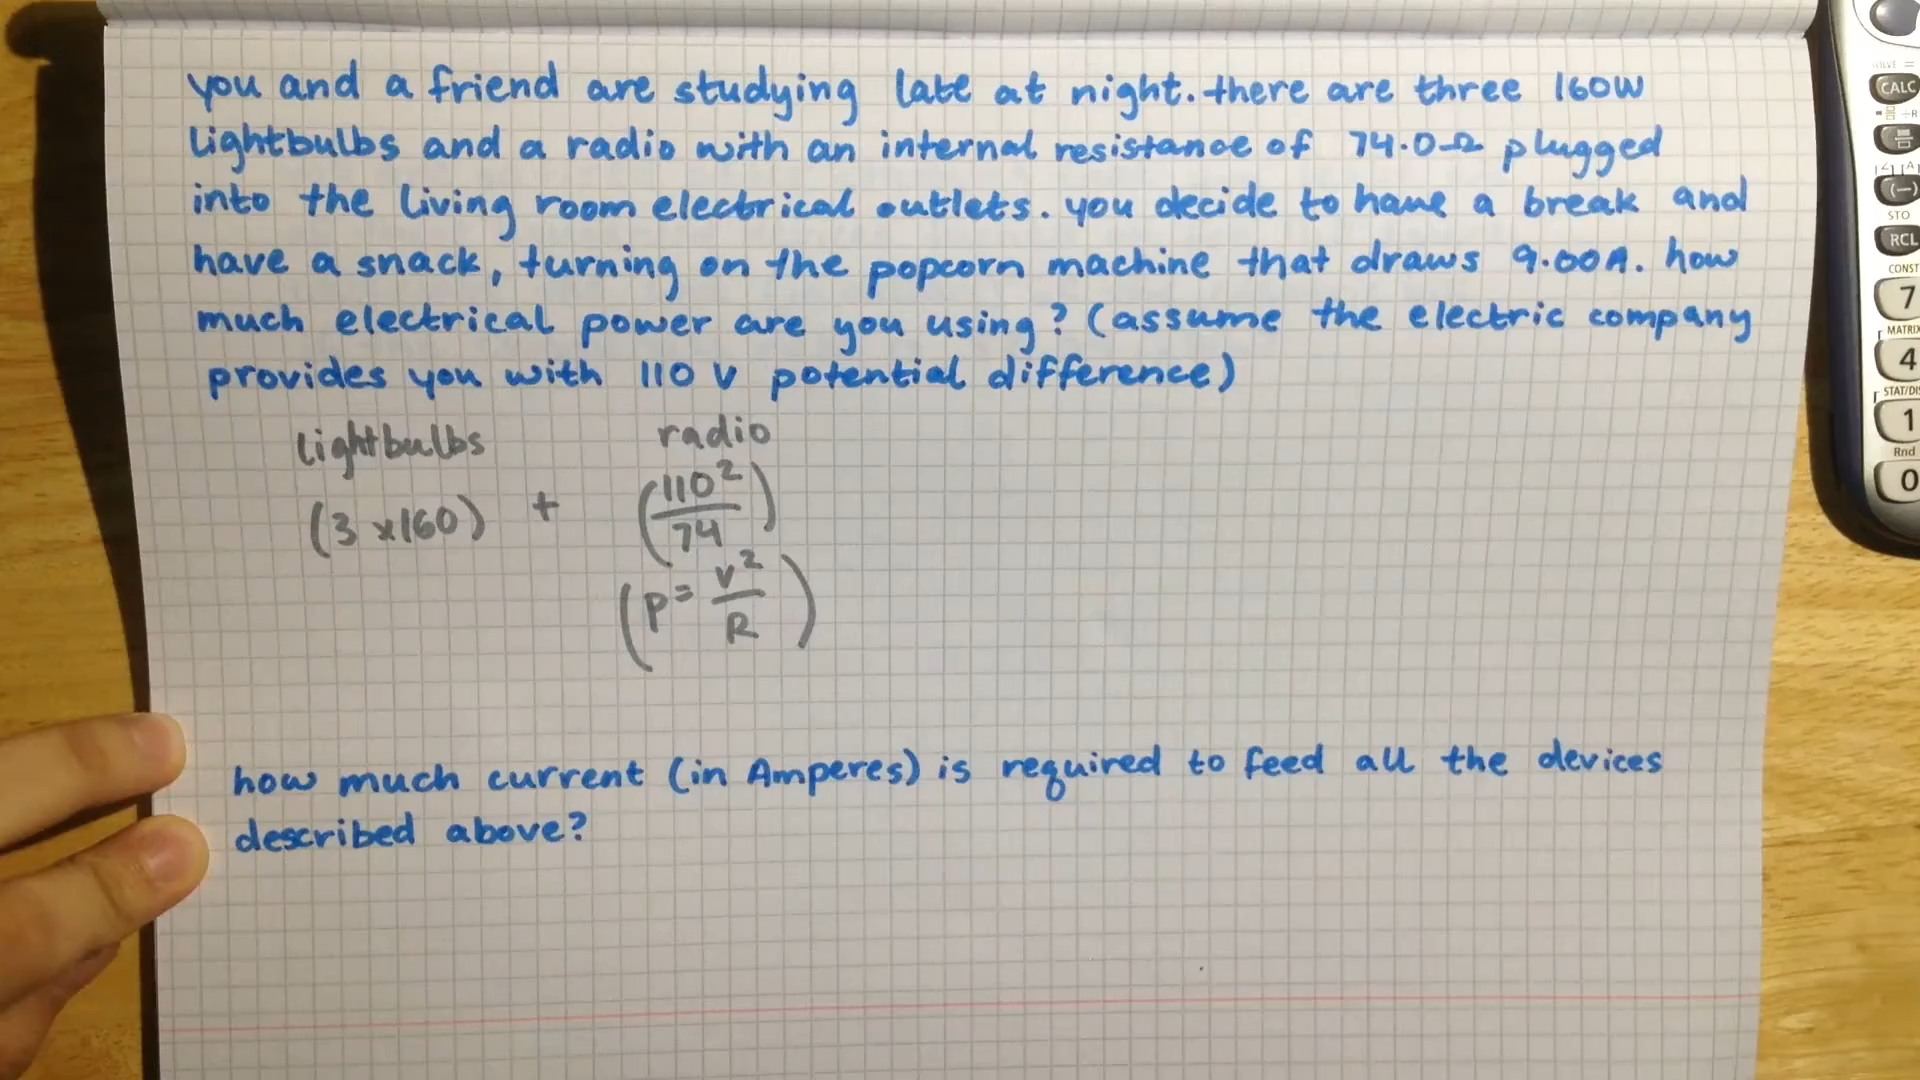 you and a friend are studying late at night. there are three 160W
lightbulbs and a radio with an internal resistance of 74.0Ω plugged
into the living room electrical outlets. you decide to have a break and
have a snack, turning on the popcorn machine that draws 9.00A. how
much electrical power are you using? (assume the electric company
provides you with 110 V potential difference)
lightbulbs radio
(3 x160) + (110²/74)
(P= V²/R)
how much current (in Amperes) is required to feed all the devices
described above?
CALC
(-)
STO
RCL
CONST
7
MATRIX
4
STAT/DIS
1
Rnd
0